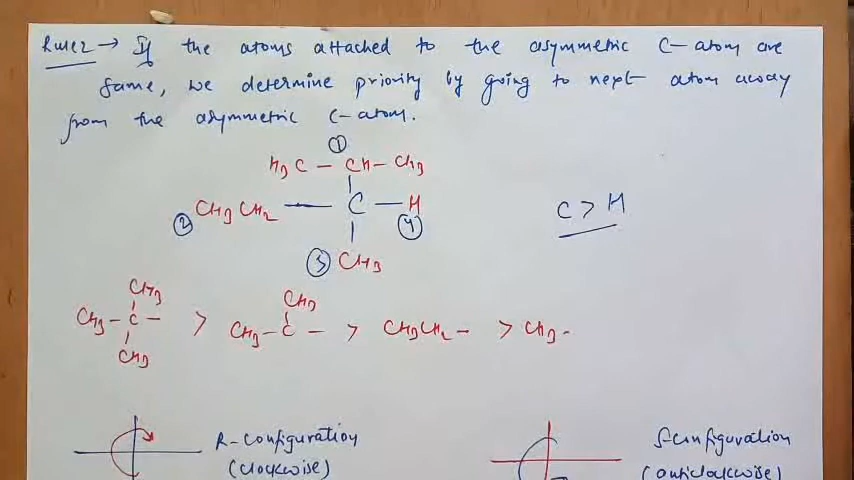 Rule2 → If the atoms attached to the asymmetric C-atom are
same, we determine priority by going to next atom away
from the asymmetric C-atom.
①
H3C - CH - CH3
② CH3CH2 - C - H
④
③ CH3
C > H
CH3
CH3 - C - > CH3 - C - > CH3CH2 - > CH3 -
CH3
CH3
R-configuration
(clockwise)
S-configuration
(anticlockwise)